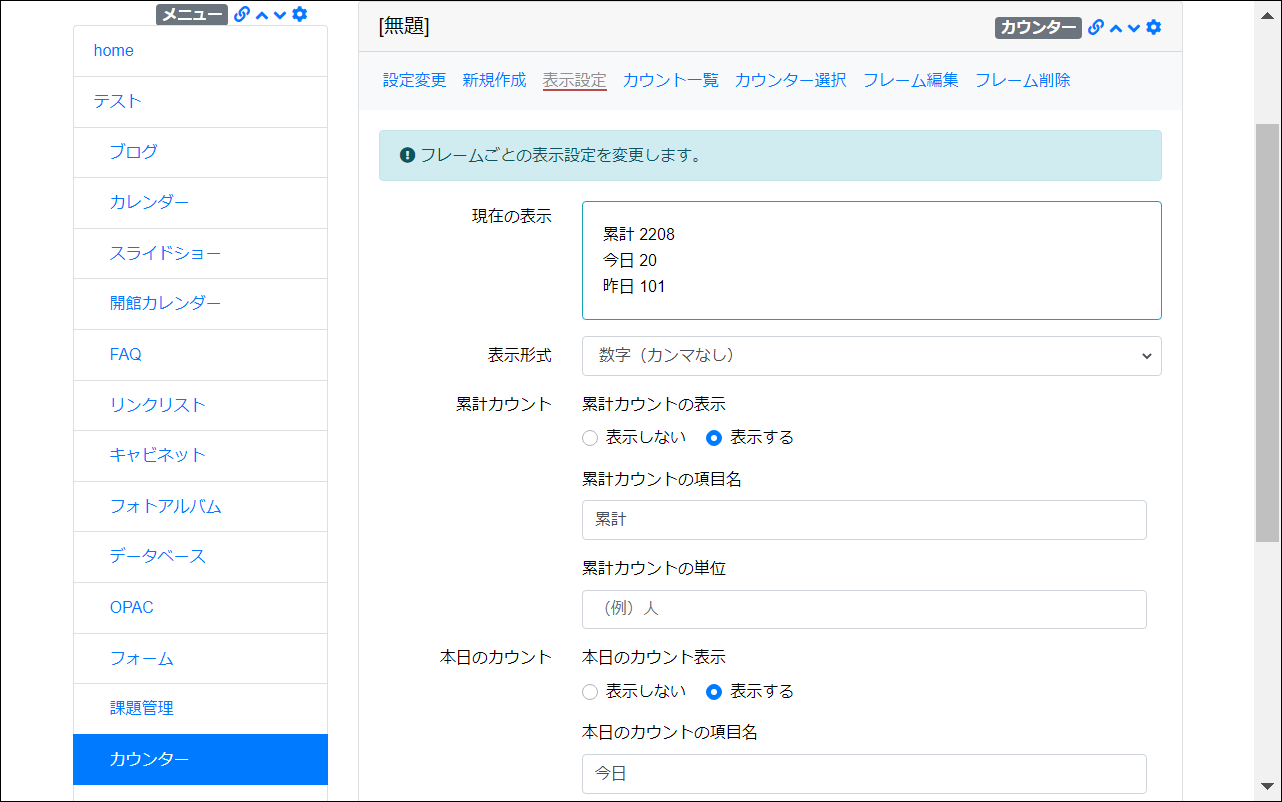 メニュー
home
テスト
ブログ
カレンダー
スライドショー
開館カレンダー
FAQ
リンクリスト
キャビネット
フォトアルバム
データベース
OPAC
フォーム
課題管理
カウンター
[無題]
カウンター
設定変更 新規作成 表示設定 カウント一覧 カウンター選択 フレーム編集 フレーム削除
フレームごとの表示設定を変更します。
現在の表示
累計 2208
今日 20
昨日 101
表示形式 数字（カンマなし）
累計カウント 累計カウントの表示
表示しない 表示する
累計カウントの項目名
累計
累計カウントの単位
（例）人
本日のカウント 本日のカウント表示
表示しない 表示する
本日のカウントの項目名
今日